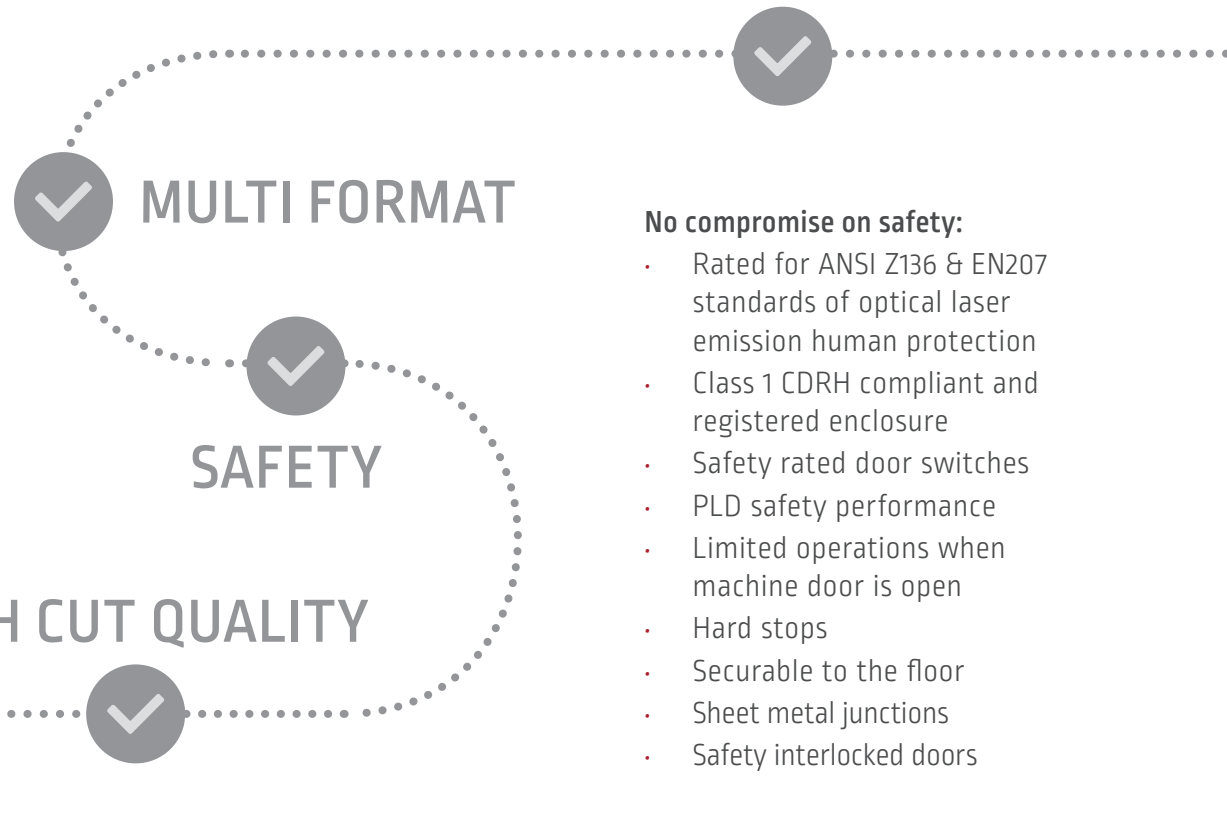 MULTI FORMAT
SAFETY
H CUT QUALITY
No compromise on safety:
· Rated for ANSI Z136 & EN207
standards of optical laser
emission human protection
· Class 1 CDRH compliant and
registered enclosure
· Safety rated door switches
· PLD safety performance
· Limited operations when
machine door is open
· Hard stops
· Securable to the floor
· Sheet metal junctions
· Safety interlocked doors